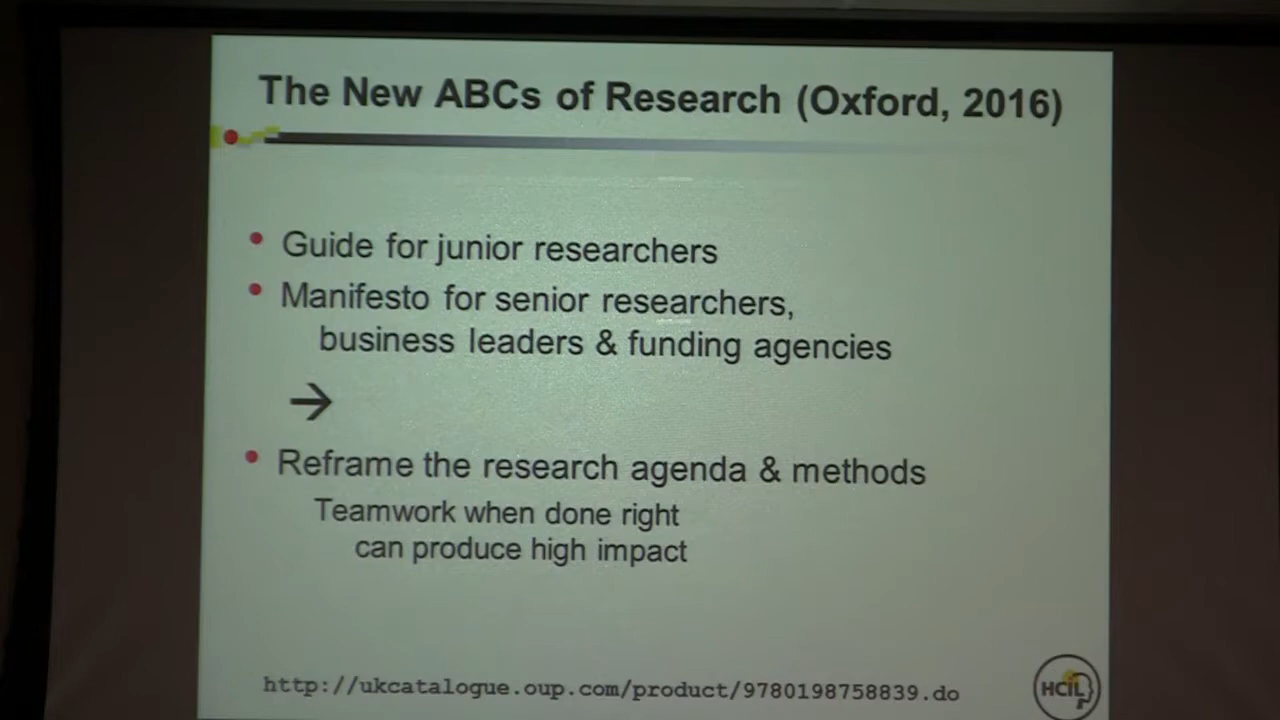 The New ABCs of Research (Oxford, 2016)
• Guide for junior researchers
• Manifesto for senior researchers,
business leaders & funding agencies
→
• Reframe the research agenda & methods
Teamwork when done right
can produce high impact
http://ukcatalogue.oup.com/product/9780198758839.do
HCIL